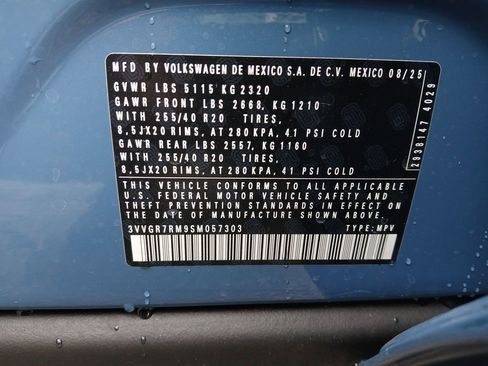 MFD. BY VOLKSWAGEN DE MEXICO S.A. DE C.V. MEXICO 08/25
GVWR LBS 5115 KG 2320
GAWR FRONT LBS 2668, KG 1210
WITH 255/40 R20 TIRES,
8,5JX20 RIMS, AT 280 KPA, 41 PSI COLD
GAWR REAR LBS 2557, KG 1160
WITH 255/40 R20 TIRES,
8,5JX20 RIMS, AT 280 KPA, 41 PSI COLD
THIS VEHICLE CONFORMS TO ALL APPLICABLE
U.S. FEDERAL MOTOR VEHICLE SAFETY AND
THEFT PREVENTION STANDARDS IN EFFECT ON
THE DATE OF MANUFACTURE SHOWN ABOVE.
3VVGR7RM9SM057303 TYPE: MPV
2938147 4029